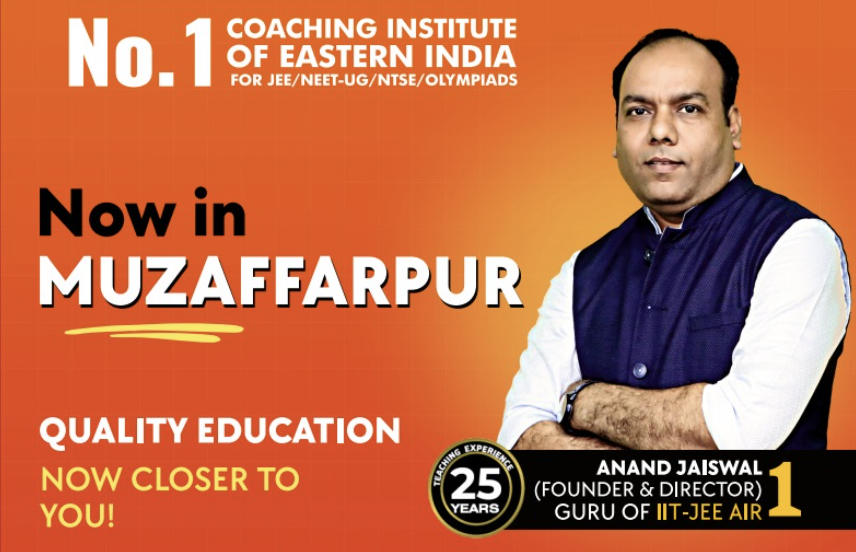 No.1 COACHING INSTITUTE
OF EASTERN INDIA
FOR JEE/NEET-UG/NTSE/OLYMPIADS
Now in
MUZAFFARPUR
QUALITY EDUCATION
NOW CLOSER TO
YOU!
TEACHING EXPERIENCE
25
YEARS
ANAND JAISWAL
(FOUNDER & DIRECTOR)
GURU OF IIT-JEE AIR 1